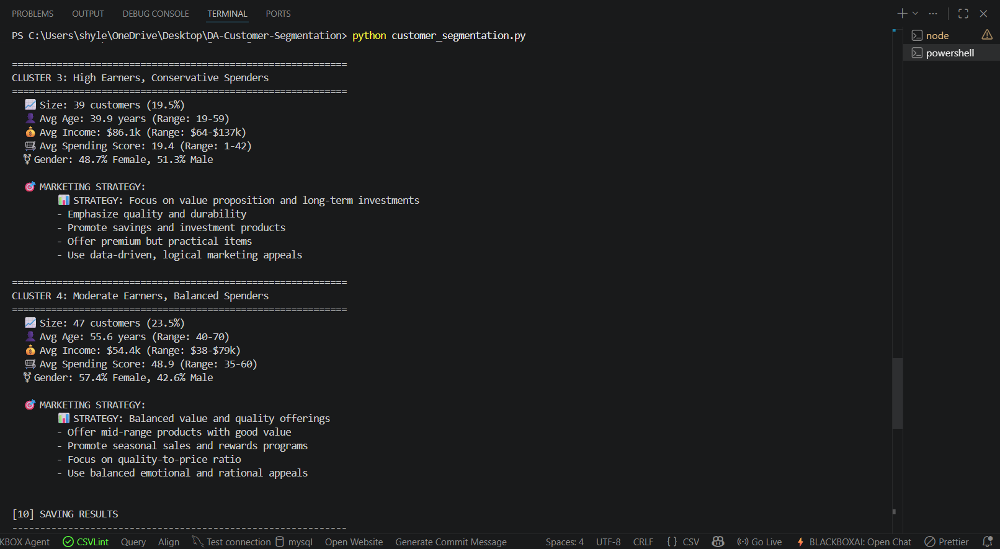 PROBLEMS OUTPUT DEBUG CONSOLE TERMINAL PORTS
PS C:\Users\shyle\OneDrive\Desktop\DA-Customer-Segmentation> python customer_segmentation.py
node
powershell
============================================================
CLUSTER 3: High Earners, Conservative Spenders
============================================================
📈 Size: 39 customers (19.5%)
👤 Avg Age: 39.9 years (Range: 19-59)
💰 Avg Income: $86.1k (Range: $64-$137k)
🛒 Avg Spending Score: 19.4 (Range: 1-42)
⚧ Gender: 48.7% Female, 51.3% Male
🎯 MARKETING STRATEGY:
📊 STRATEGY: Focus on value proposition and long-term investments
- Emphasize quality and durability
- Promote savings and investment products
- Offer premium but practical items
- Use data-driven, logical marketing appeals
============================================================
CLUSTER 4: Moderate Earners, Balanced Spenders
============================================================
📈 Size: 47 customers (23.5%)
👤 Avg Age: 55.6 years (Range: 40-70)
💰 Avg Income: $54.4k (Range: $38-$79k)
🛒 Avg Spending Score: 48.9 (Range: 35-60)
⚧ Gender: 57.4% Female, 42.6% Male
🎯 MARKETING STRATEGY:
📊 STRATEGY: Balanced value and quality offerings
- Offer mid-range products with good value
- Promote seasonal sales and rewards programs
- Focus on quality-to-price ratio
- Use balanced emotional and rational appeals
[10] SAVING RESULTS
------------------------------------------------------------
KBOX Agent CSVLint Query Align Test connection mysql Open Website Generate Commit Message Spaces: 4 UTF-8 CRLF { } CSV Go Live BLACKBOXAI: Open Chat Prettier